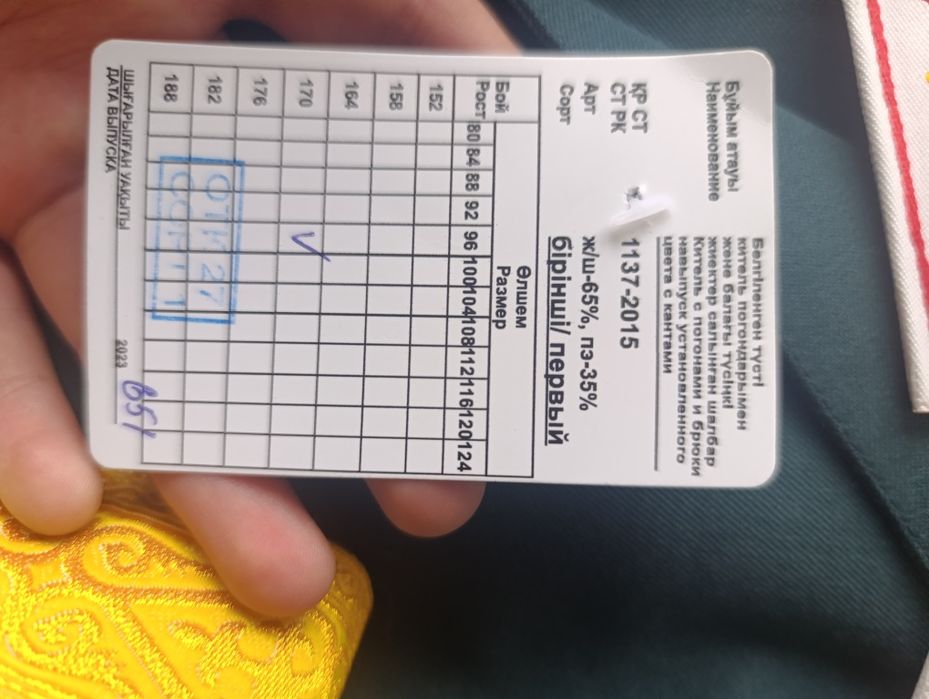 Бұйым атауы
Наименование
Белгіленген түсті
китель погондарымен
және балағы түсіңкі
жиектер салынған шалбар
Китель с погонами и брюки
навыпуск установленного
цвета с кантами
ҚР СТ
СТ РК
1137-2015
Арт
ж/ш-65%, пэ-35%
Сорт
бірінші/ первый
Бой
Рост
Өлшем
Размер
80 84 88 92 96 100 104 108 112 116 120 124
152
158
164
170 V
176
182
188
ОТК 27
СОРТ 1
ШЫҒАРЫЛҒАН УАҚЫТЫ
ДАТА ВЫПУСКА
2023
651